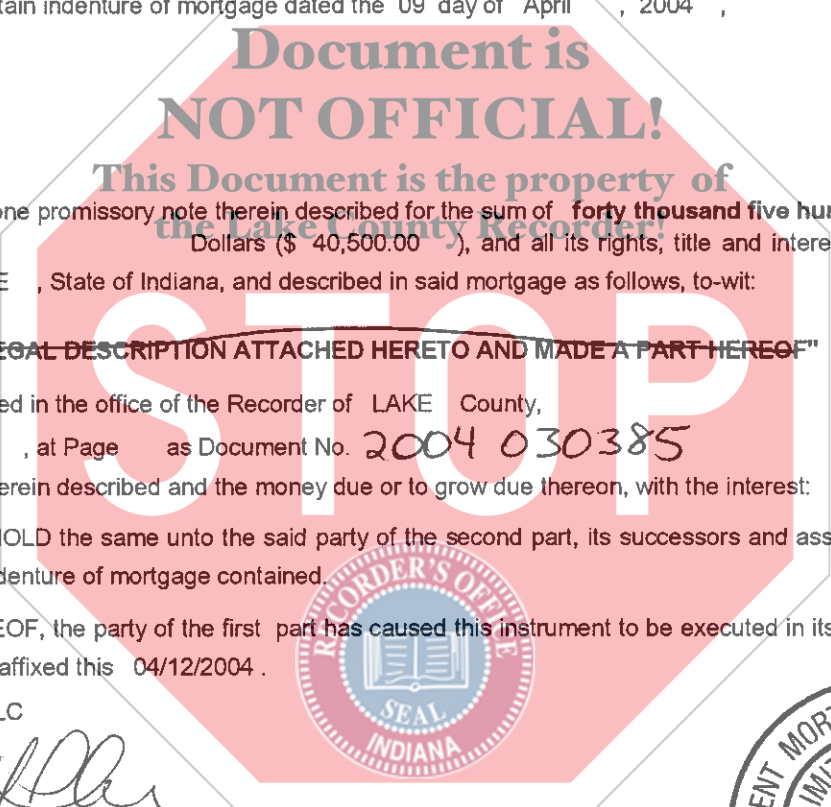 tain indenture of mortgage dated the 09 day of April , 2004 ,
Document is
NOT OFFICIAL!
This Document is the property of
the Lake County Recorder!
one promissory note therein described for the sum of forty thousand five hu
Dollars ($ 40,500.00 ), and all its rights, title and intere
E , State of Indiana, and described in said mortgage as follows, to-wit:
EGAL DESCRIPTION ATTACHED HERETO AND MADE A PART HEREOF"
STOP
ed in the office of the Recorder of LAKE County,
, at Page as Document No. 2004 030385
erein described and the money due or to grow due thereon, with the interest:
HOLD the same unto the said party of the second part, its successors and ass
denture of mortgage contained.
EOF, the party of the first part has caused this instrument to be executed in its
affixed this 04/12/2004 .
LC
RECORDER'S OFFICE
SEAL
INDIANA
ENT MORT
IMIT